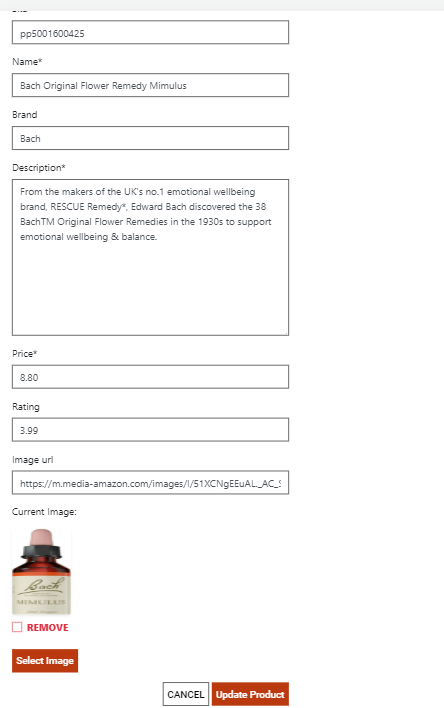 pp5001600425
Name*
Bach Original Flower Remedy Mimulus
Brand
Bach
Description*
From the makers of the UK's no.1 emotional wellbeing
brand, RESCUE Remedy*, Edward Bach discovered the 38
BachTM Original Flower Remedies in the 1930s to support
emotional wellbeing & balance.
Price*
8.80
Rating
3.99
Image url
https://m.media-amazon.com/images/I/51XCNgEEuAL._AC_S
Current Image:
Bach
MIMULUS
REMOVE
Select Image
CANCEL Update Product